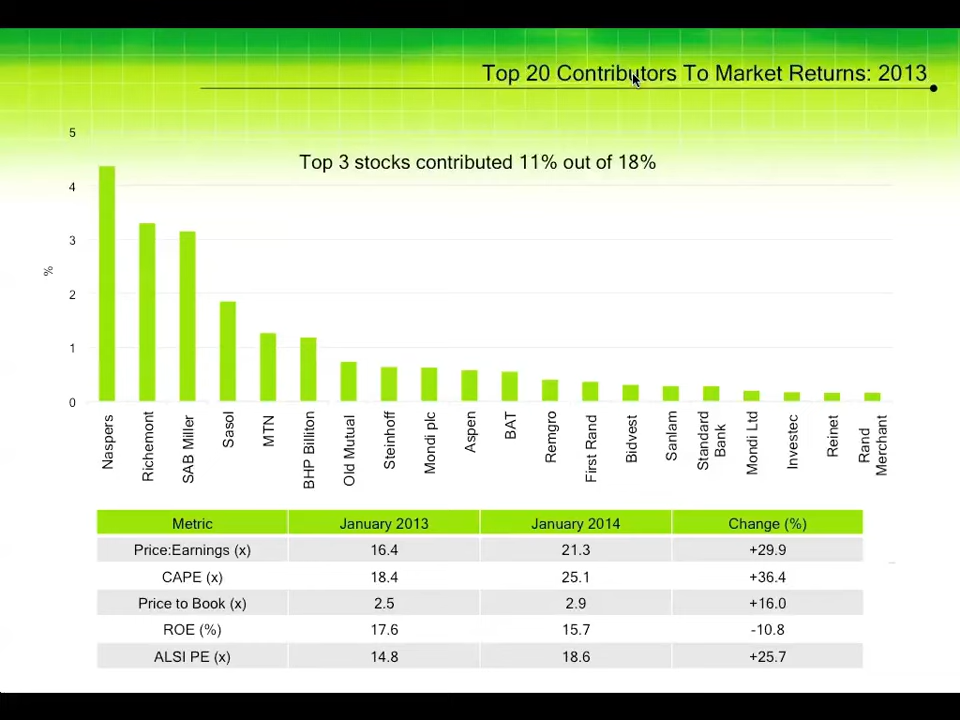 Top 20 Contributors To Market Returns: 2013
Top 3 stocks contributed 11% out of 18%
5
4
3
%
2
1
0
Naspers
Richemont
SAB Miller
Sasol
MTN
BHP Billiton
Old Mutual
Steinhoff
Mondi plc
Aspen
BAT
Remgro
First Rand
Bidvest
Sanlam
Standard
Bank
Mondi Ltd
Investec
Reinet
Rand
Merchant
Metric January 2013 January 2014 Change (%)
Price:Earnings (x) 16.4 21.3 +29.9
CAPE (x) 18.4 25.1 +36.4
Price to Book (x) 2.5 2.9 +16.0
ROE (%) 17.6 15.7 -10.8
ALSI PE (x) 14.8 18.6 +25.7